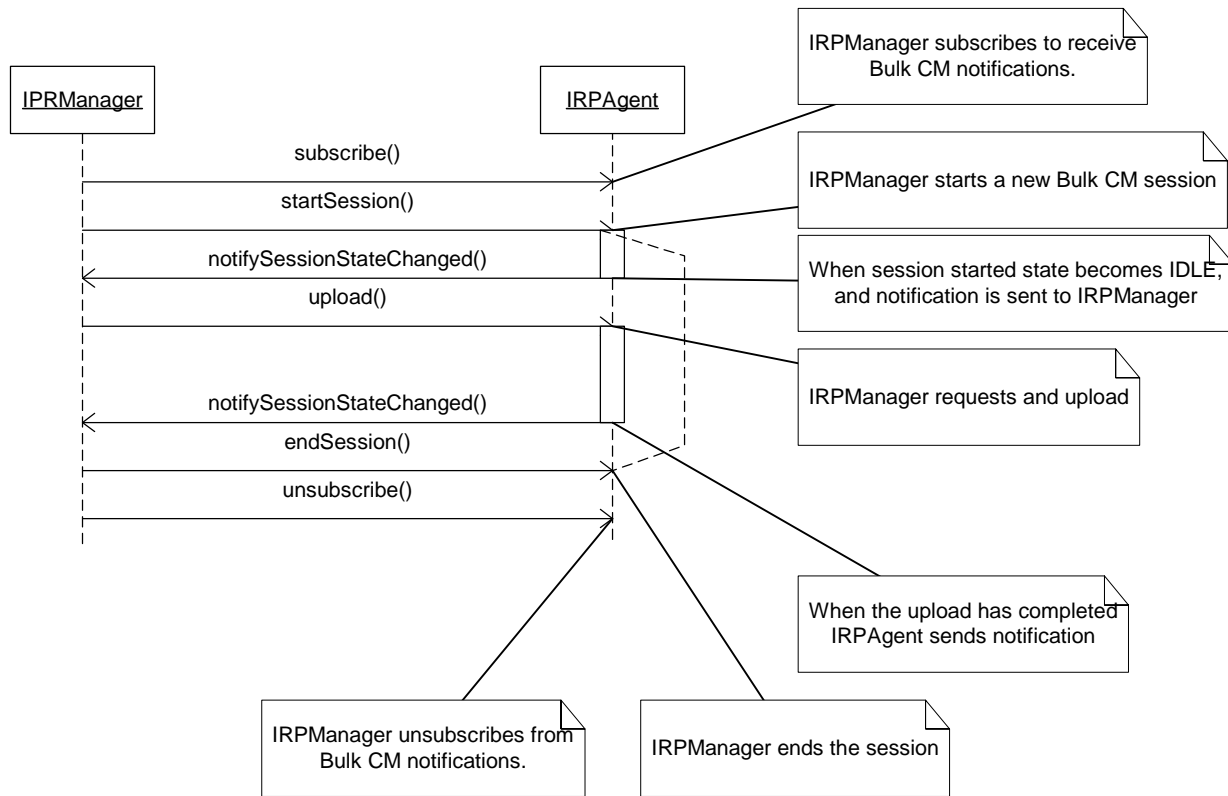 IRPManager subscribes to receive
Bulk CM notifications.
IPRManager
IRPAgent
subscribe()
IRPManager starts a new Bulk CM session
startSession()
notifySessionStateChanged()
When session started state becomes IDLE,
and notification is sent to IRPManager
upload()
IRPManager requests and upload
notifySessionStateChanged()
endSession()
unsubscribe()
When the upload has completed
IRPAgent sends notification
IRPManager unsubscribes from
Bulk CM notifications.
IRPManager ends the session